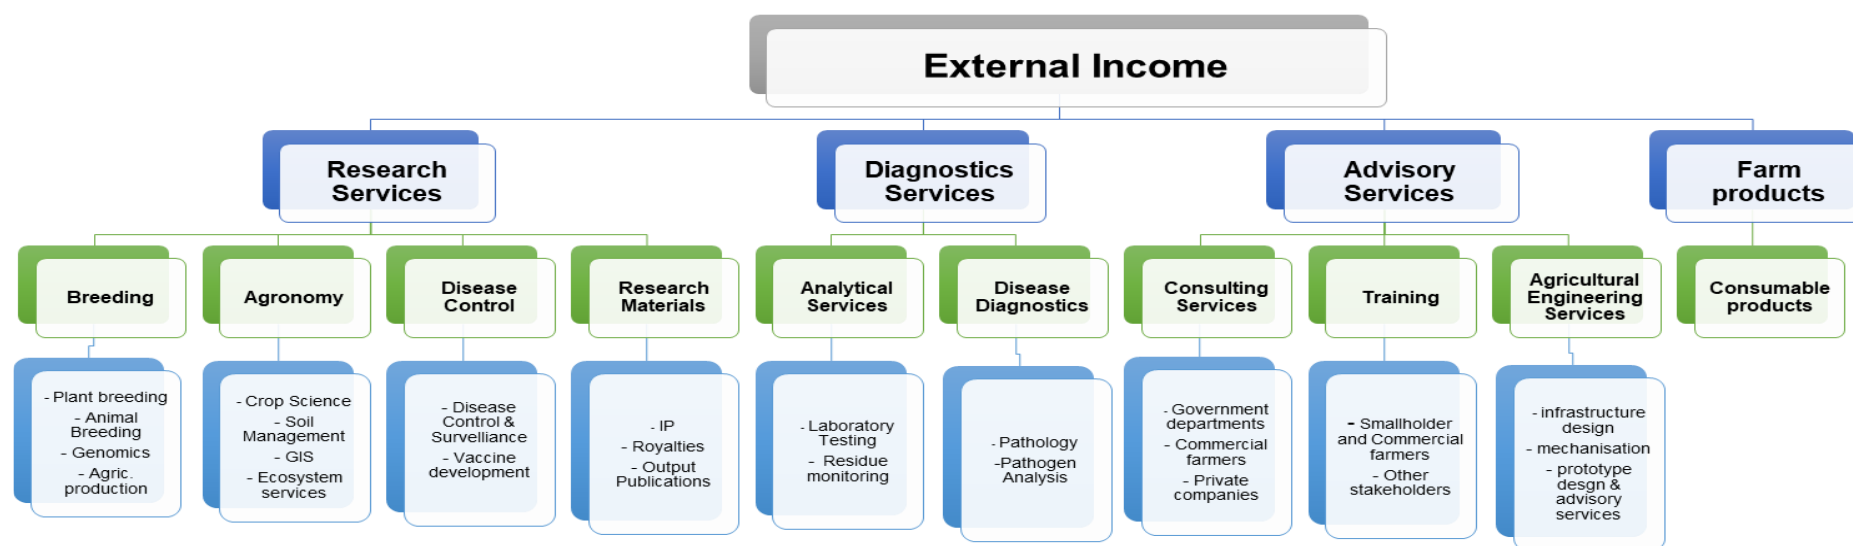 External Income
Research
Services
Diagnostics
Services
Advisory
Services
Farm
products
Breeding
Agronomy
Disease
Control
Research
Materials
Analytical
Services
Disease
Diagnostics
Consulting
Services
Training
Agricultural
Engineering
Services
Consumable
products
- Plant breeding
- Animal
Breeding
- Genomics
- Agric.
production
- Crop Science
- Soil
Management
- GIS
- Ecosystem
services
- Disease
Control &
Survelliance
- Vaccine
development
- IP
- Royalties
- Output
Publications
- Laboratory
Testing
- Residue
monitoring
- Pathology
-Pathogen
Analysis
- Government
departments
- Commercial
farmers
- Private
companies
- Smallholder
and Commercial
farmers
- Other
stakeholders
- infrastructure
design
- mechanisation
- prototype
desgn &
advisory
services